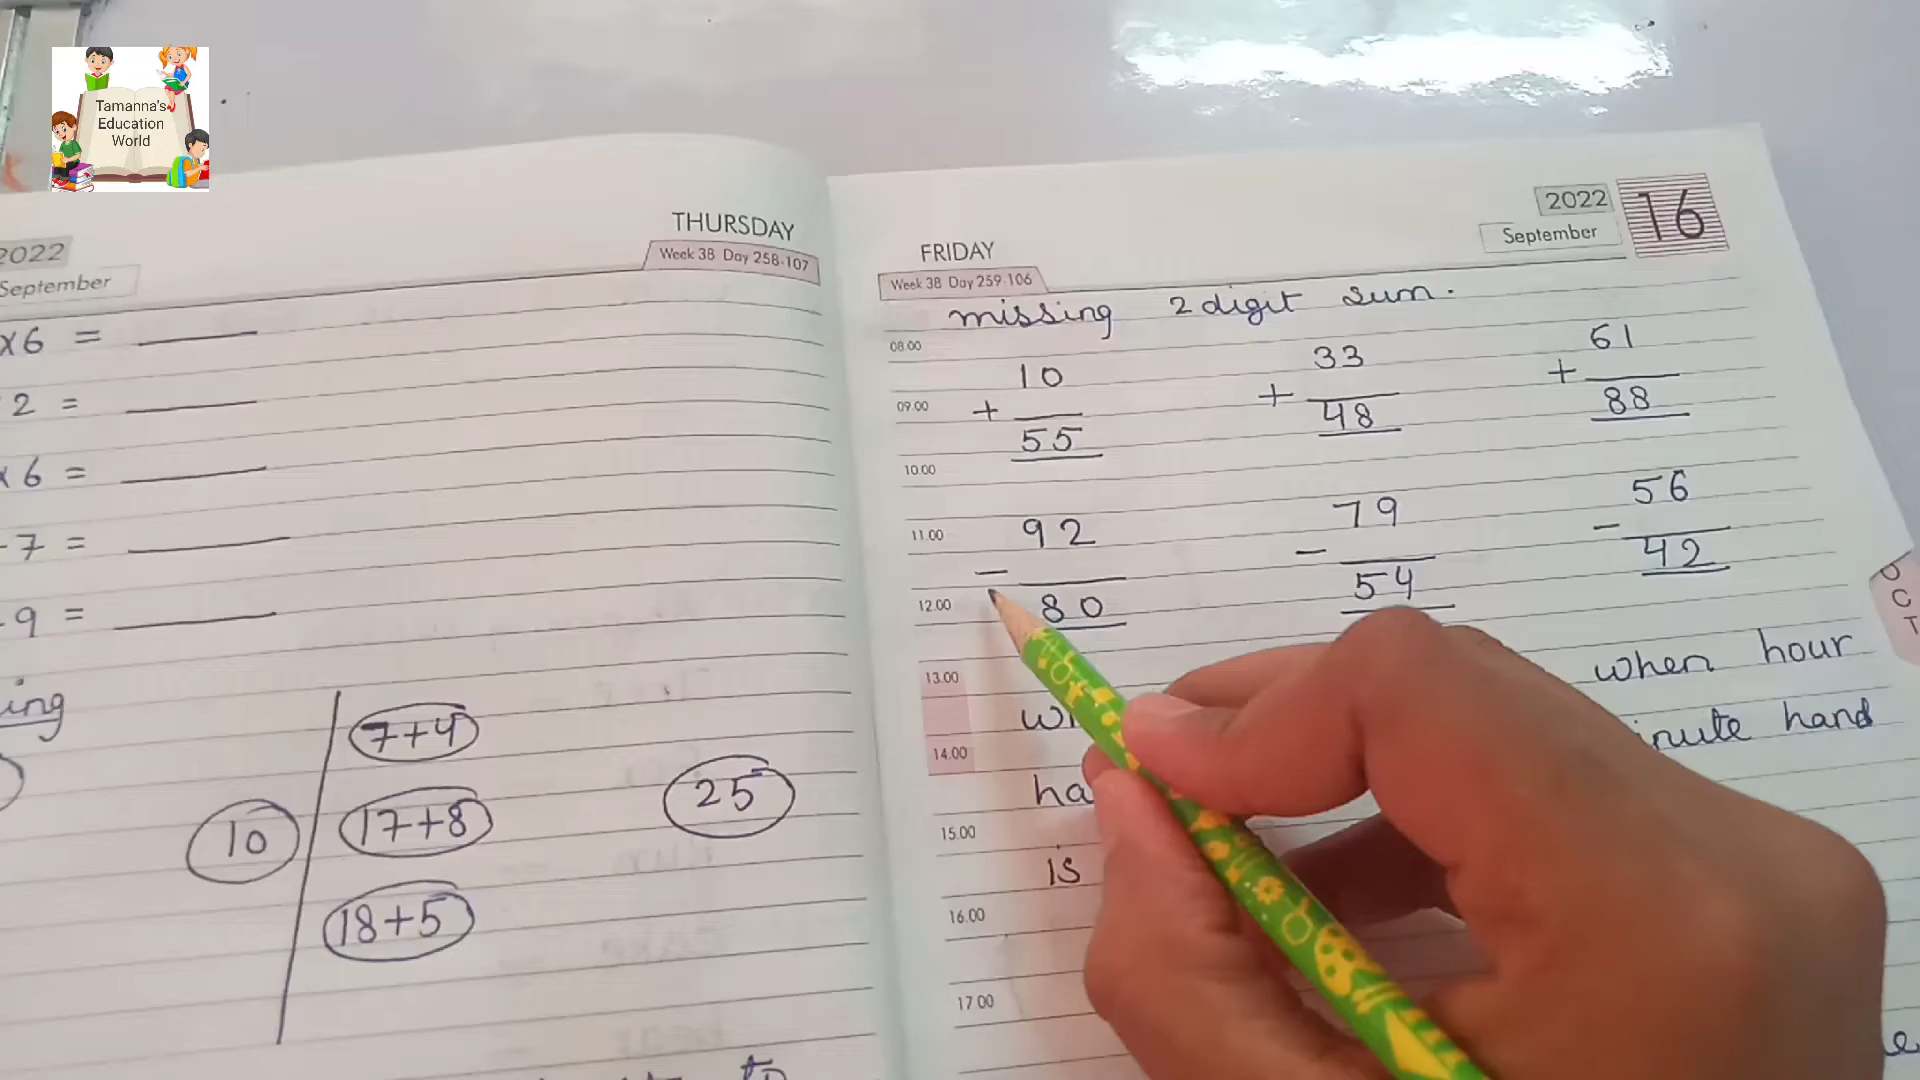 Tamanna's
Education
World
2022
September
THURSDAY
Week 38 Day 258-107
x6 =
2 =
x6 =
-7 =
-9 =
ing
7+4
10
17+8
25
18+5
to
FRIDAY
Week 38 Day 259-106
2022
September
16
missing 2 digit sum.
08.00
10
+
55
33
+
48
61
+
88
09.00
10.00
11.00
92
-
80
79
-
54
56
-
42
12.00
13.00
when hour
14.00
minute hand
15.00
is
16.00
17.00
OCT